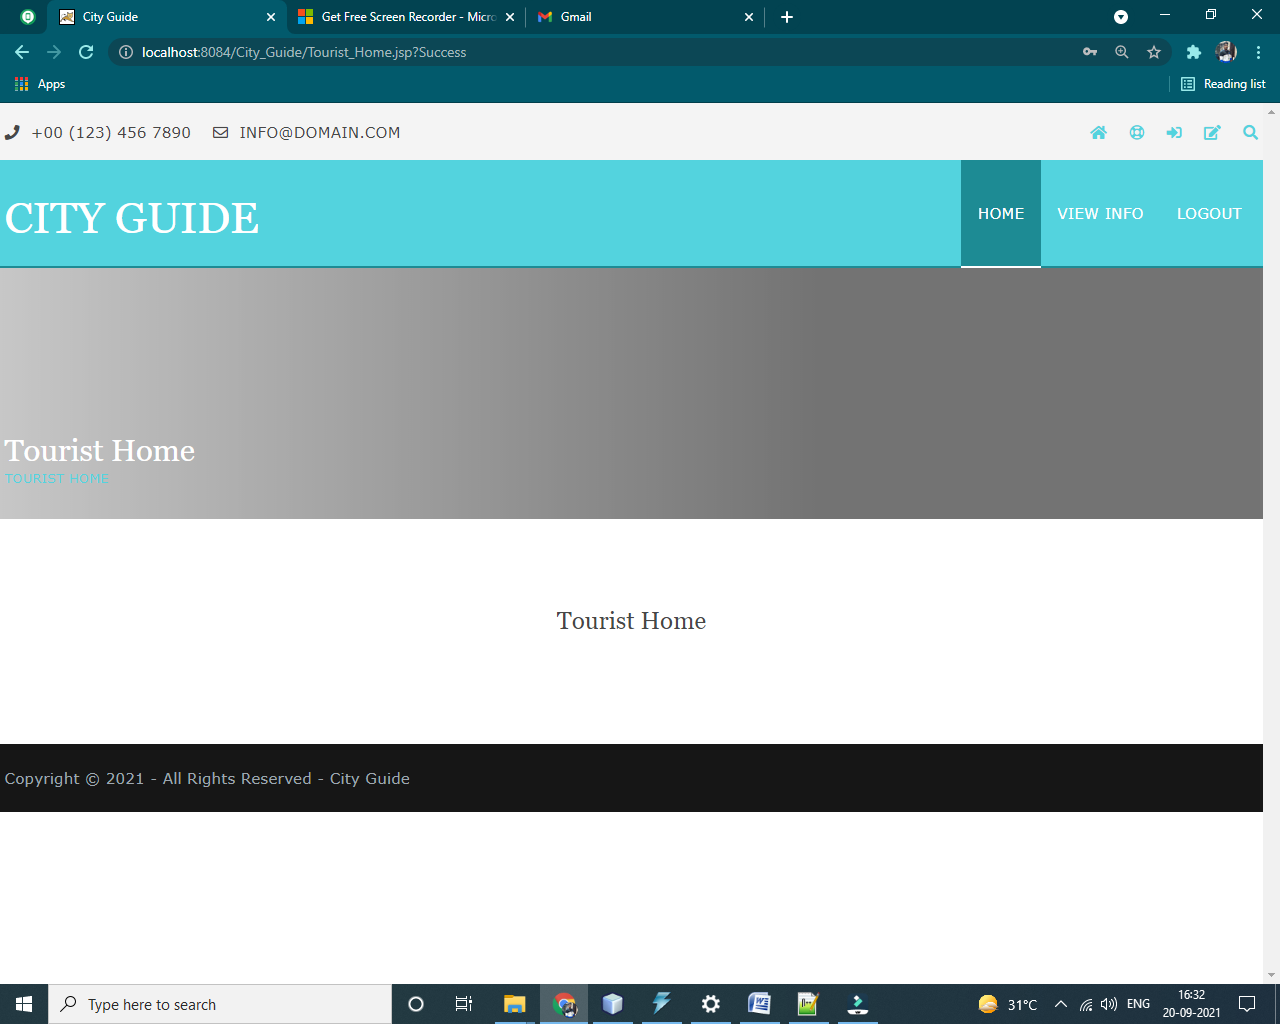 City Guide
Get Free Screen Recorder - Micro
Gmail
localhost:8084/City_Guide/Tourist_Home.jsp?Success
Apps
Reading list
+00 (123) 456 7890
INFO@DOMAIN.COM
CITY GUIDE
HOME
VIEW INFO
LOGOUT
Tourist Home
TOURIST HOME
Tourist Home
Copyright © 2021 - All Rights Reserved - City Guide
Type here to search
31°C
ENG
16:32
20-09-2021